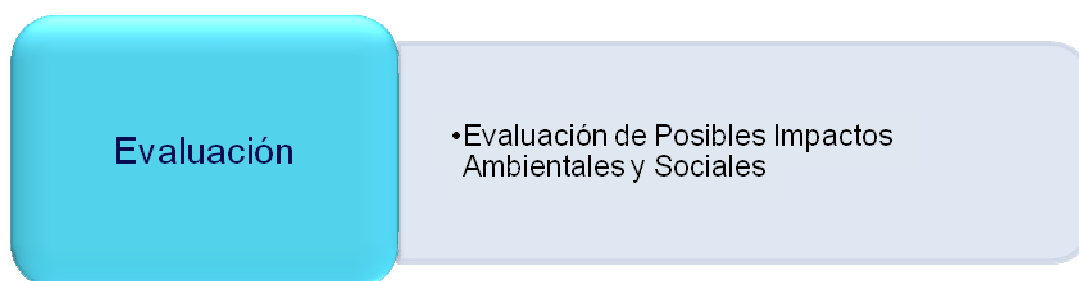 Evaluación
•Evaluación de Posibles Impactos
Ambientales y Sociales